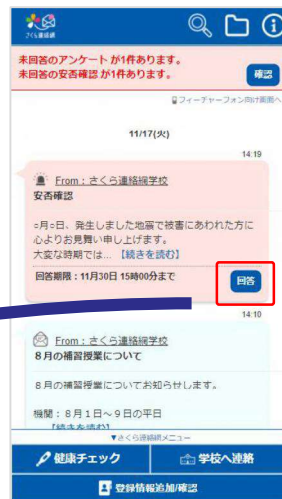 さくら連絡網
未回答のアンケート が1件あります。
未回答の安否確認 が1件あります。
確認
フィーチャーフォン向け画面へ
11/17(火)
14:19
From：さくら連絡網学校
安否確認
○月○日、発生しました地震で被害にあわれた方に
心よりお見舞い申し上げます。
大変な時期では... 【続きを読む】
回答期限：11月30日 15時00分まで
回答
14:10
From：さくら連絡網学校
８月の補習授業について
８月の補習授業についてお知らせします。
機関：８月１日～９日の平日
【続きを読む】
▼さくら連絡網メニュー
健康チェック
学校へ連絡
登録情報追加/確認